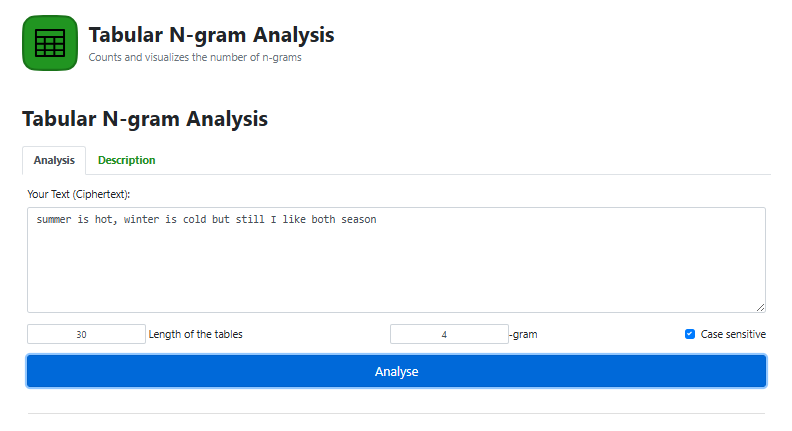 Tabular N-gram Analysis
Counts and visualizes the number of n-grams
Tabular N-gram Analysis
Analysis Description
Your Text (Ciphertext):
summer is hot, winter is cold but still I like both season
30 Length of the tables 4 -gram Case sensitive
Analyse